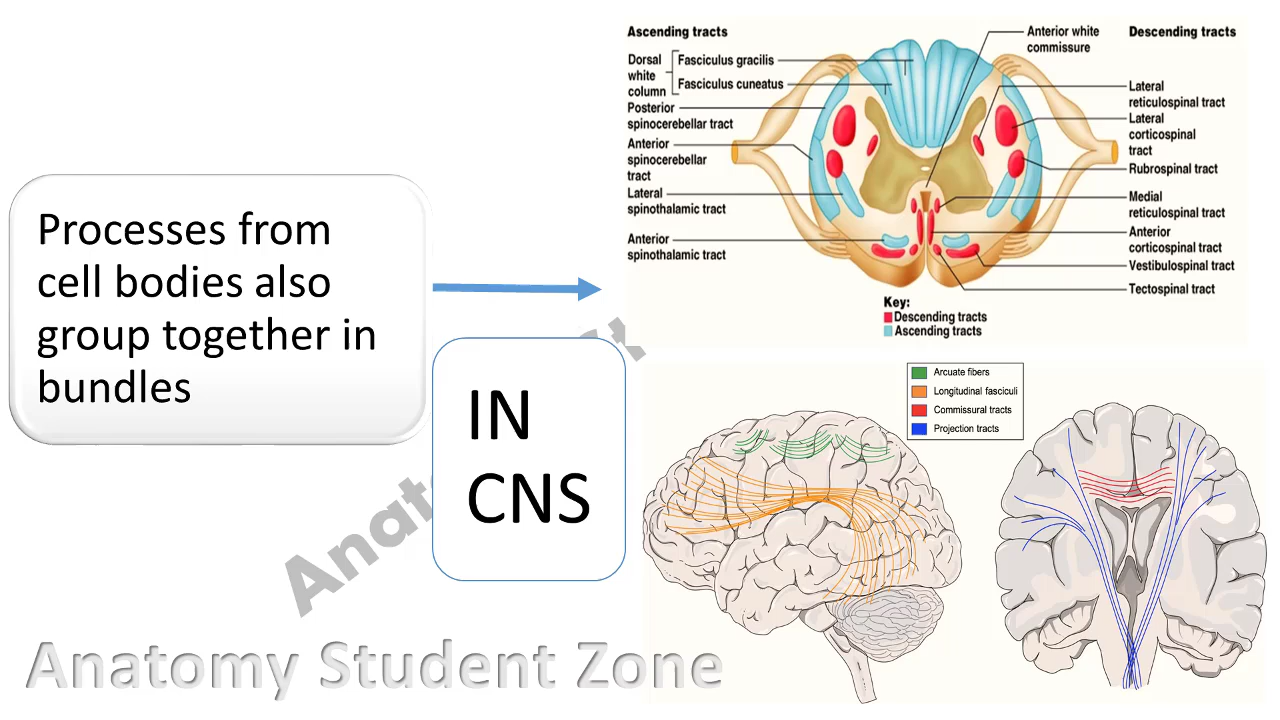 Processes from
cell bodies also
group together in
bundles
IN
CNS
Ascending tracts
Dorsal
white
column
Fasciculus gracilis
Fasciculus cuneatus
Posterior
spinocerebellar tract
Anterior
spinocerebellar
tract
Lateral
spinothalamic tract
Anterior
spinothalamic tract
Anterior white
commissure
Descending tracts
Lateral
reticulospinal tract
Lateral
corticospinal
tract
Rubrospinal tract
Medial
reticulospinal tract
Anterior
corticospinal tract
Vestibulospinal tract
Tectospinal tract
Key:
Descending tracts
Ascending tracts
Arcuate fibers
Longitudinal fasciculi
Commissural tracts
Projection tracts
Anatomy Student Zone